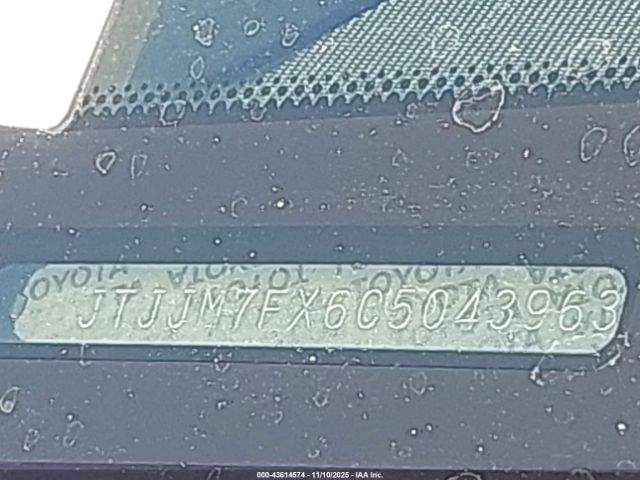 TOYOTA TOYOTA TOYOTA TOYOTA
JTJJM7FX6C5043963
000-43614574 - 11/10/2025 - IAA Inc.